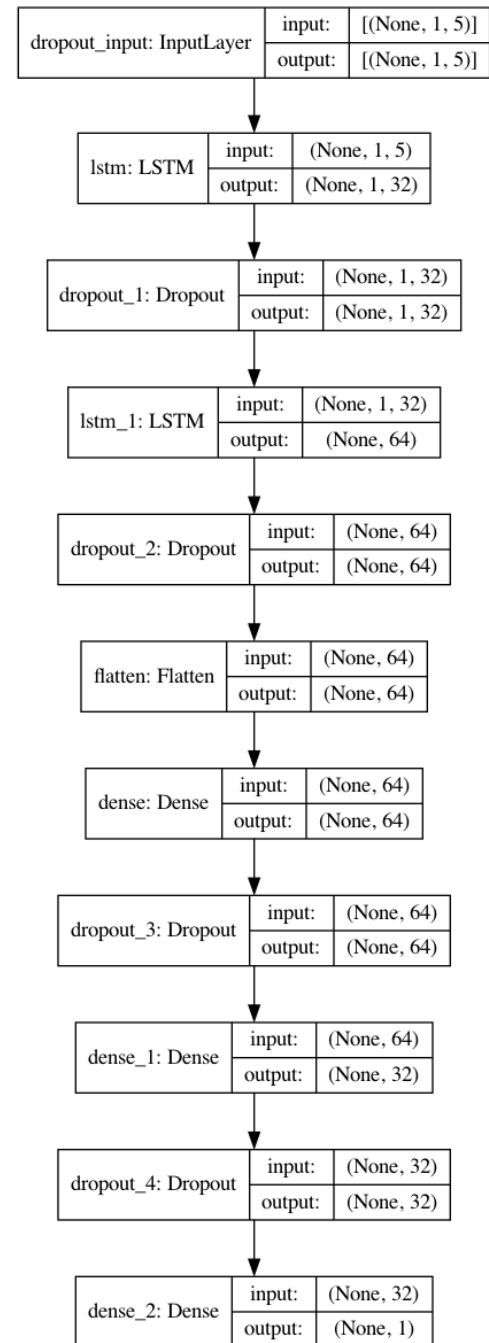 dropout_input: InputLayer
input: [(None, 1, 5)]
output: [(None, 1, 5)]
lstm: LSTM
input: (None, 1, 5)
output: (None, 1, 32)
dropout_1: Dropout
input: (None, 1, 32)
output: (None, 1, 32)
lstm_1: LSTM
input: (None, 1, 32)
output: (None, 64)
dropout_2: Dropout
input: (None, 64)
output: (None, 64)
flatten: Flatten
input: (None, 64)
output: (None, 64)
dense: Dense
input: (None, 64)
output: (None, 64)
dropout_3: Dropout
input: (None, 64)
output: (None, 64)
dense_1: Dense
input: (None, 64)
output: (None, 32)
dropout_4: Dropout
input: (None, 32)
output: (None, 32)
dense_2: Dense
input: (None, 32)
output: (None, 1)